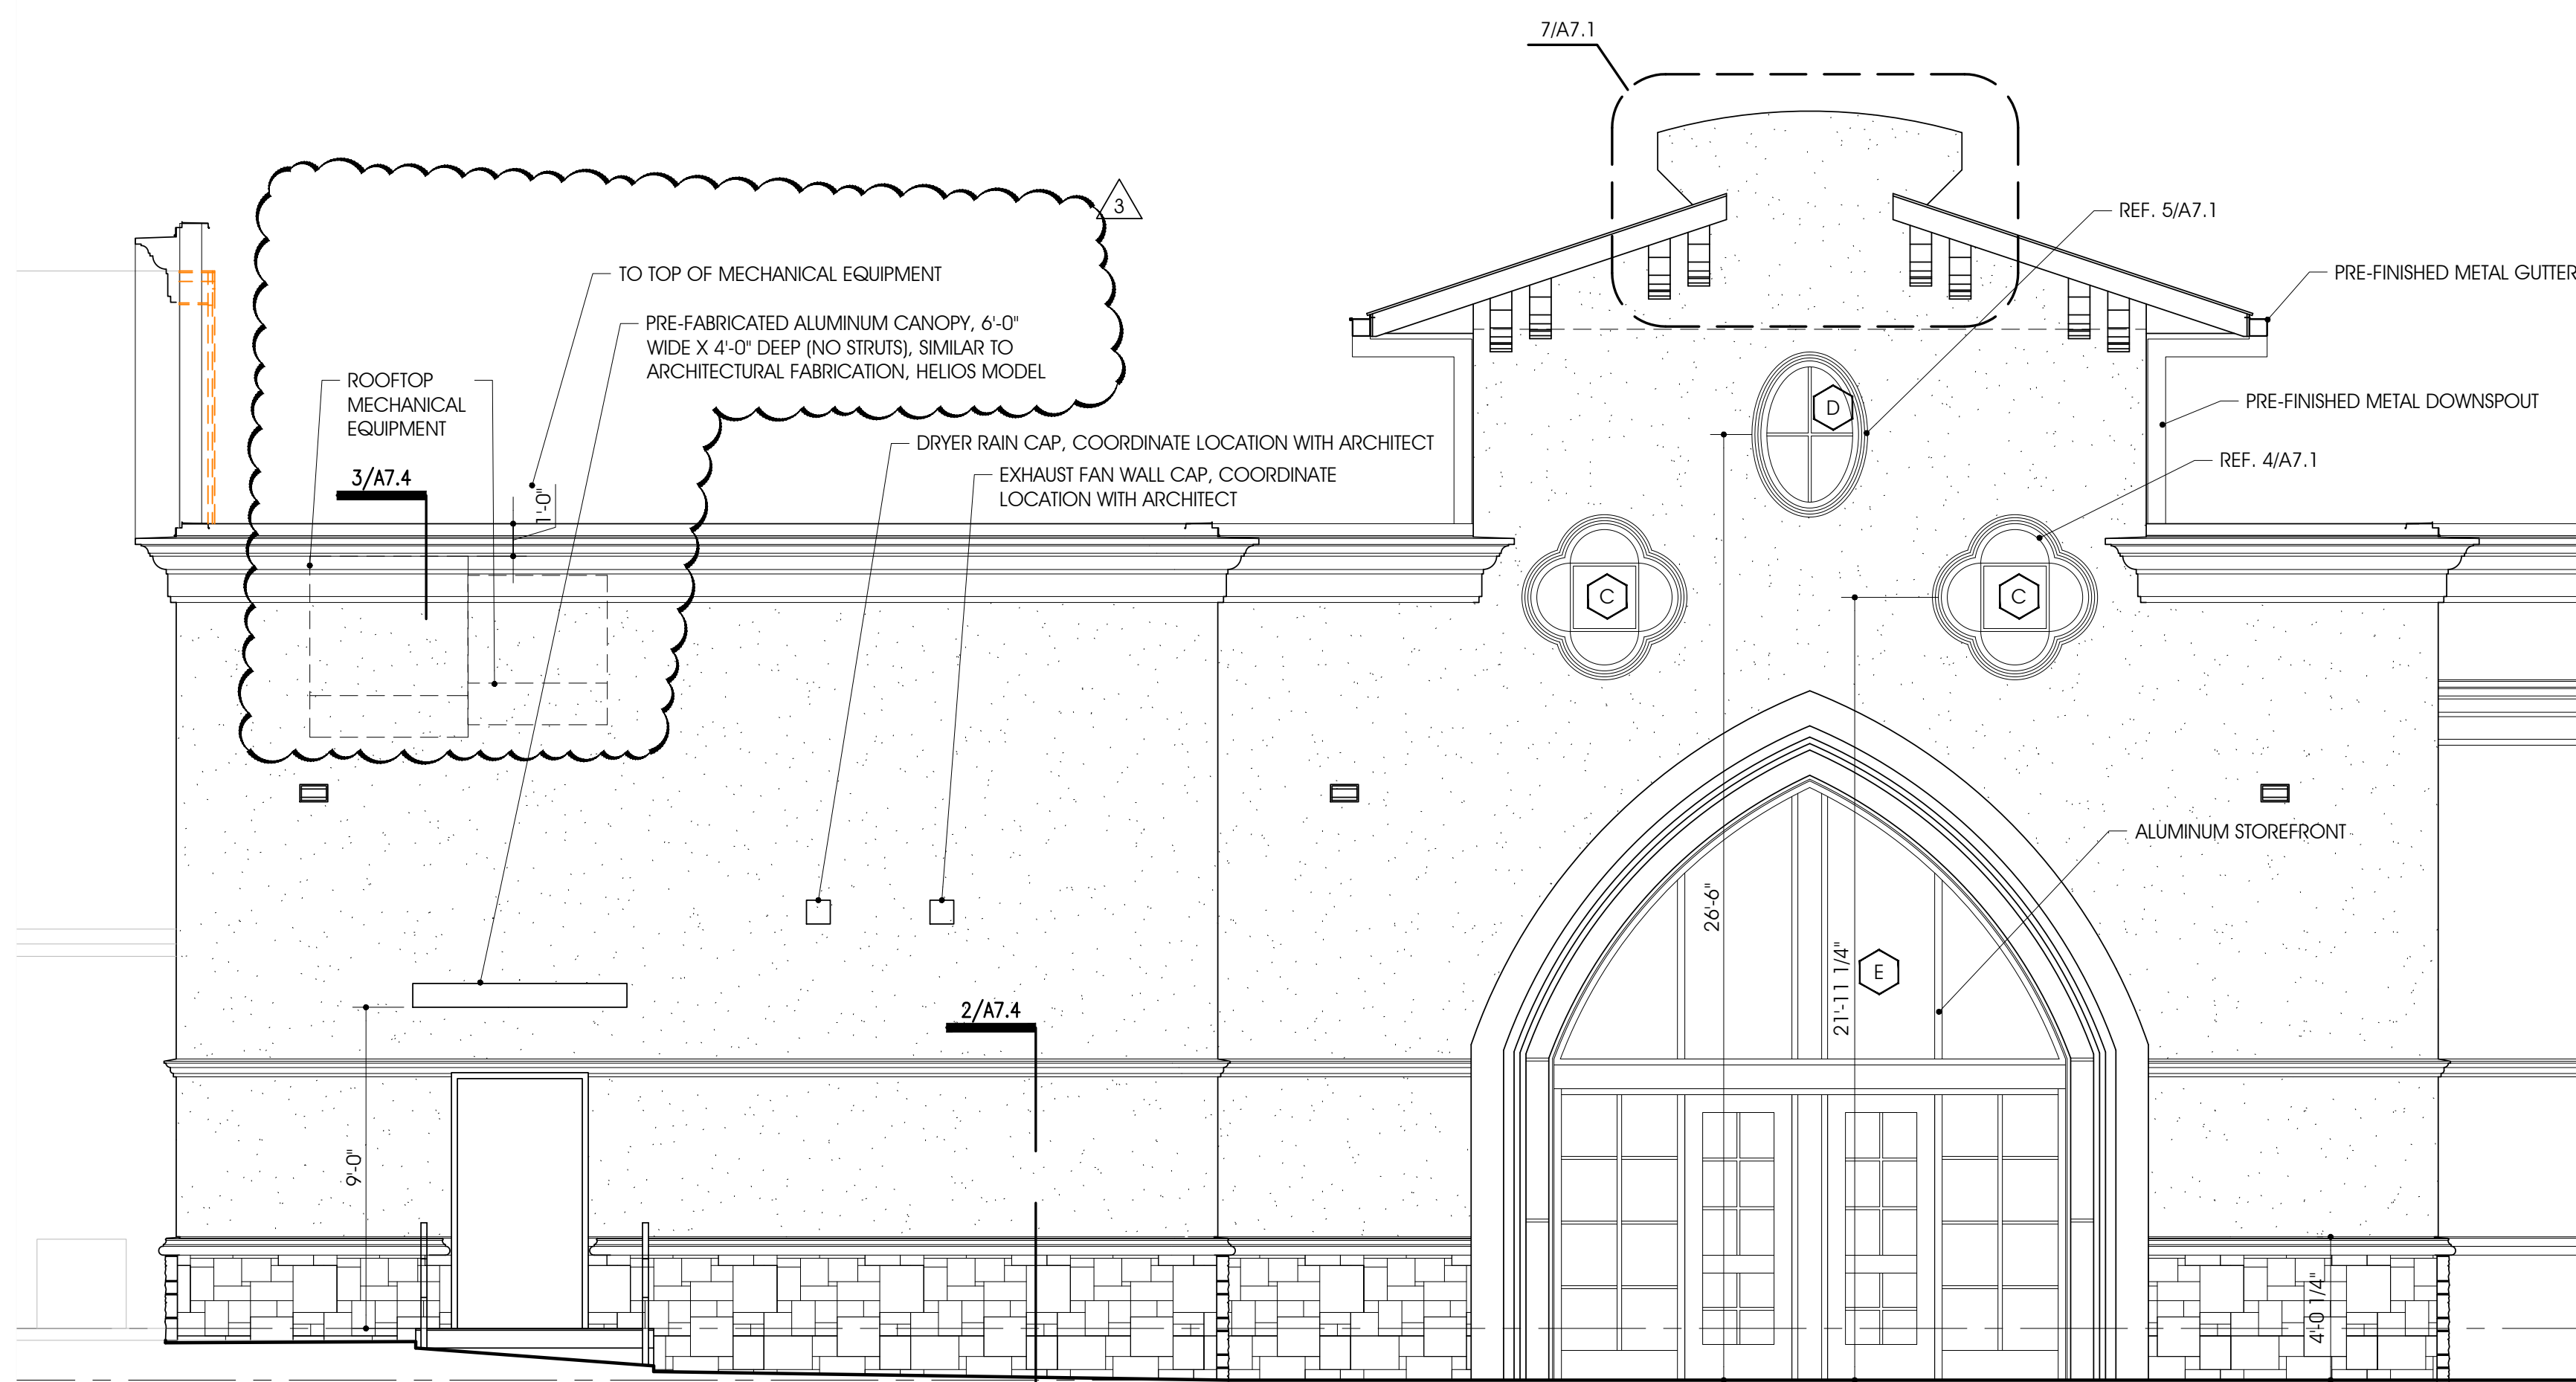 7/A7.1
3
REF. 5/A7.1
TO TOP OF MECHANICAL EQUIPMENT
PRE-FINISHED METAL GUTTER
PRE-FABRICATED ALUMINUM CANOPY, 6'-0"
WIDE X 4'-0" DEEP (NO STRUTS), SIMILAR TO
ARCHITECTURAL FABRICATION, HELIOS MODEL
ROOFTOP
MECHANICAL
EQUIPMENT
D
PRE-FINISHED METAL DOWNSPOUT
DRYER RAIN CAP, COORDINATE LOCATION WITH ARCHITECT
REF. 4/A7.1
3/A7.4
EXHAUST FAN WALL CAP, COORDINATE
LOCATION WITH ARCHITECT
1'-0"
C
C
ALUMINUM STOREFRONT
26'-6"
21'-11 1/4"
E
2/A7.4
9'-0"
4'-0 1/4"